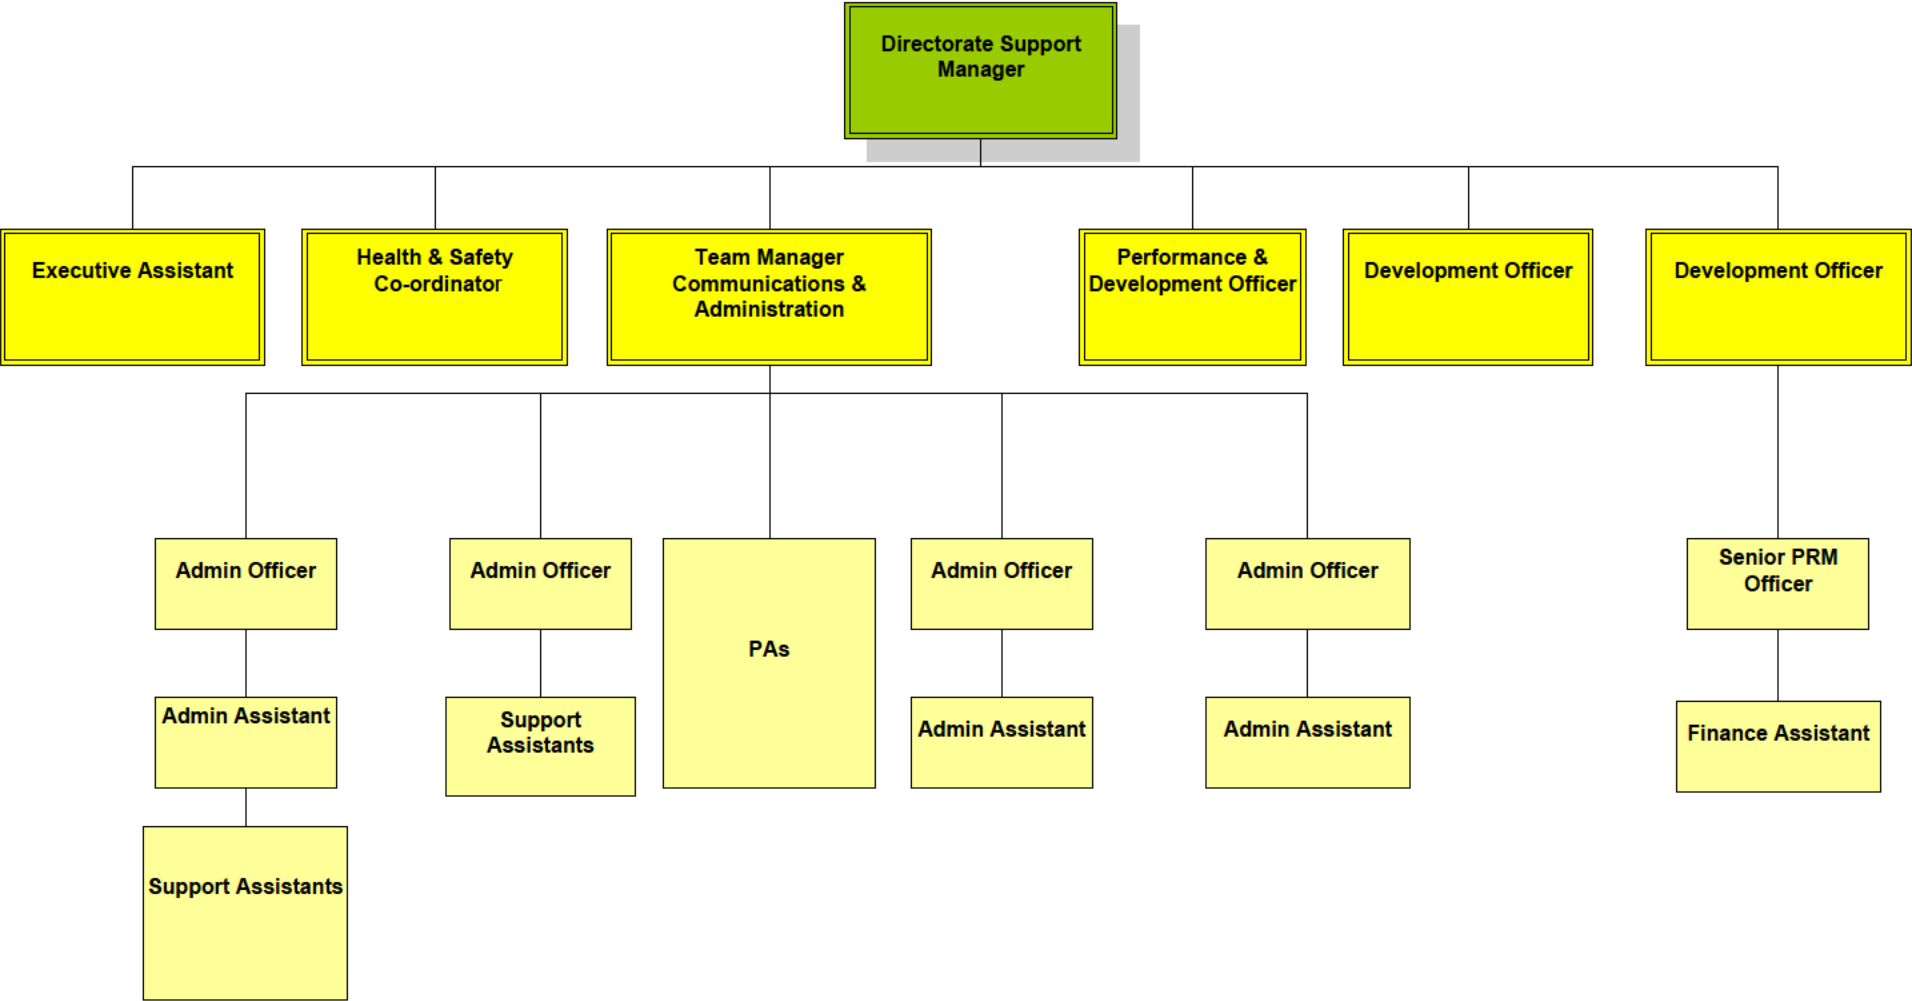 Directorate Support
Manager
Executive Assistant
Health & Safety
Co-ordinator
Team Manager
Communications &
Administration
Performance &
Development Officer
Development Officer
Development Officer
Admin Officer
Admin Officer
PAs
Admin Officer
Admin Officer
Senior PRM
Officer
Admin Assistant
Support
Assistants
Admin Assistant
Admin Assistant
Finance Assistant
Support Assistants